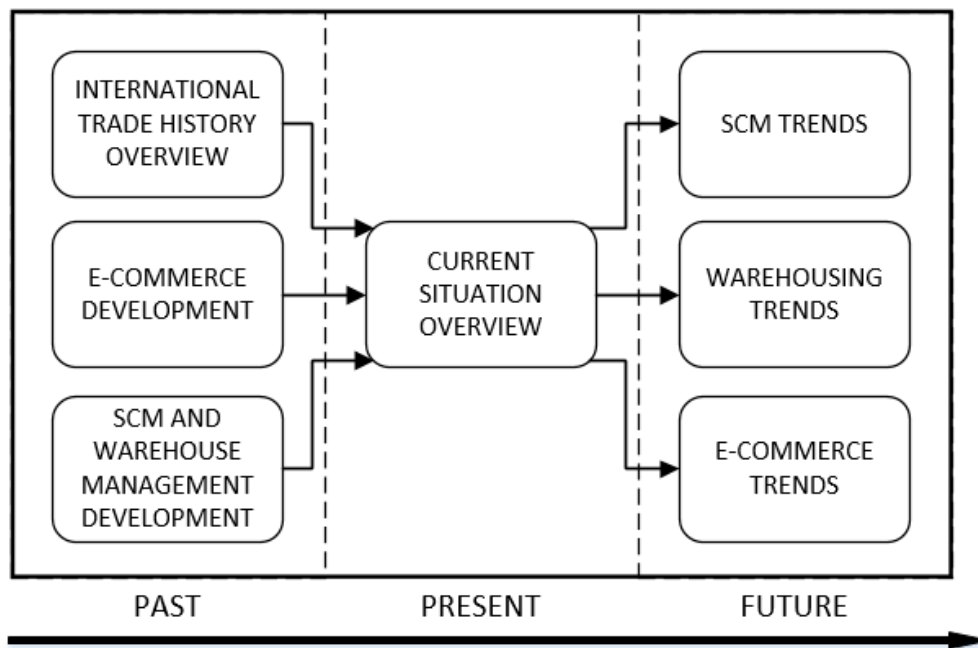 INTERNATIONAL
TRADE HISTORY
OVERVIEW
E-COMMERCE
DEVELOPMENT
SCM AND
WAREHOUSE
MANAGEMENT
DEVELOPMENT
CURRENT
SITUATION
OVERVIEW
SCM TRENDS
WAREHOUSING
TRENDS
E-COMMERCE
TRENDS
PAST
PRESENT
FUTURE